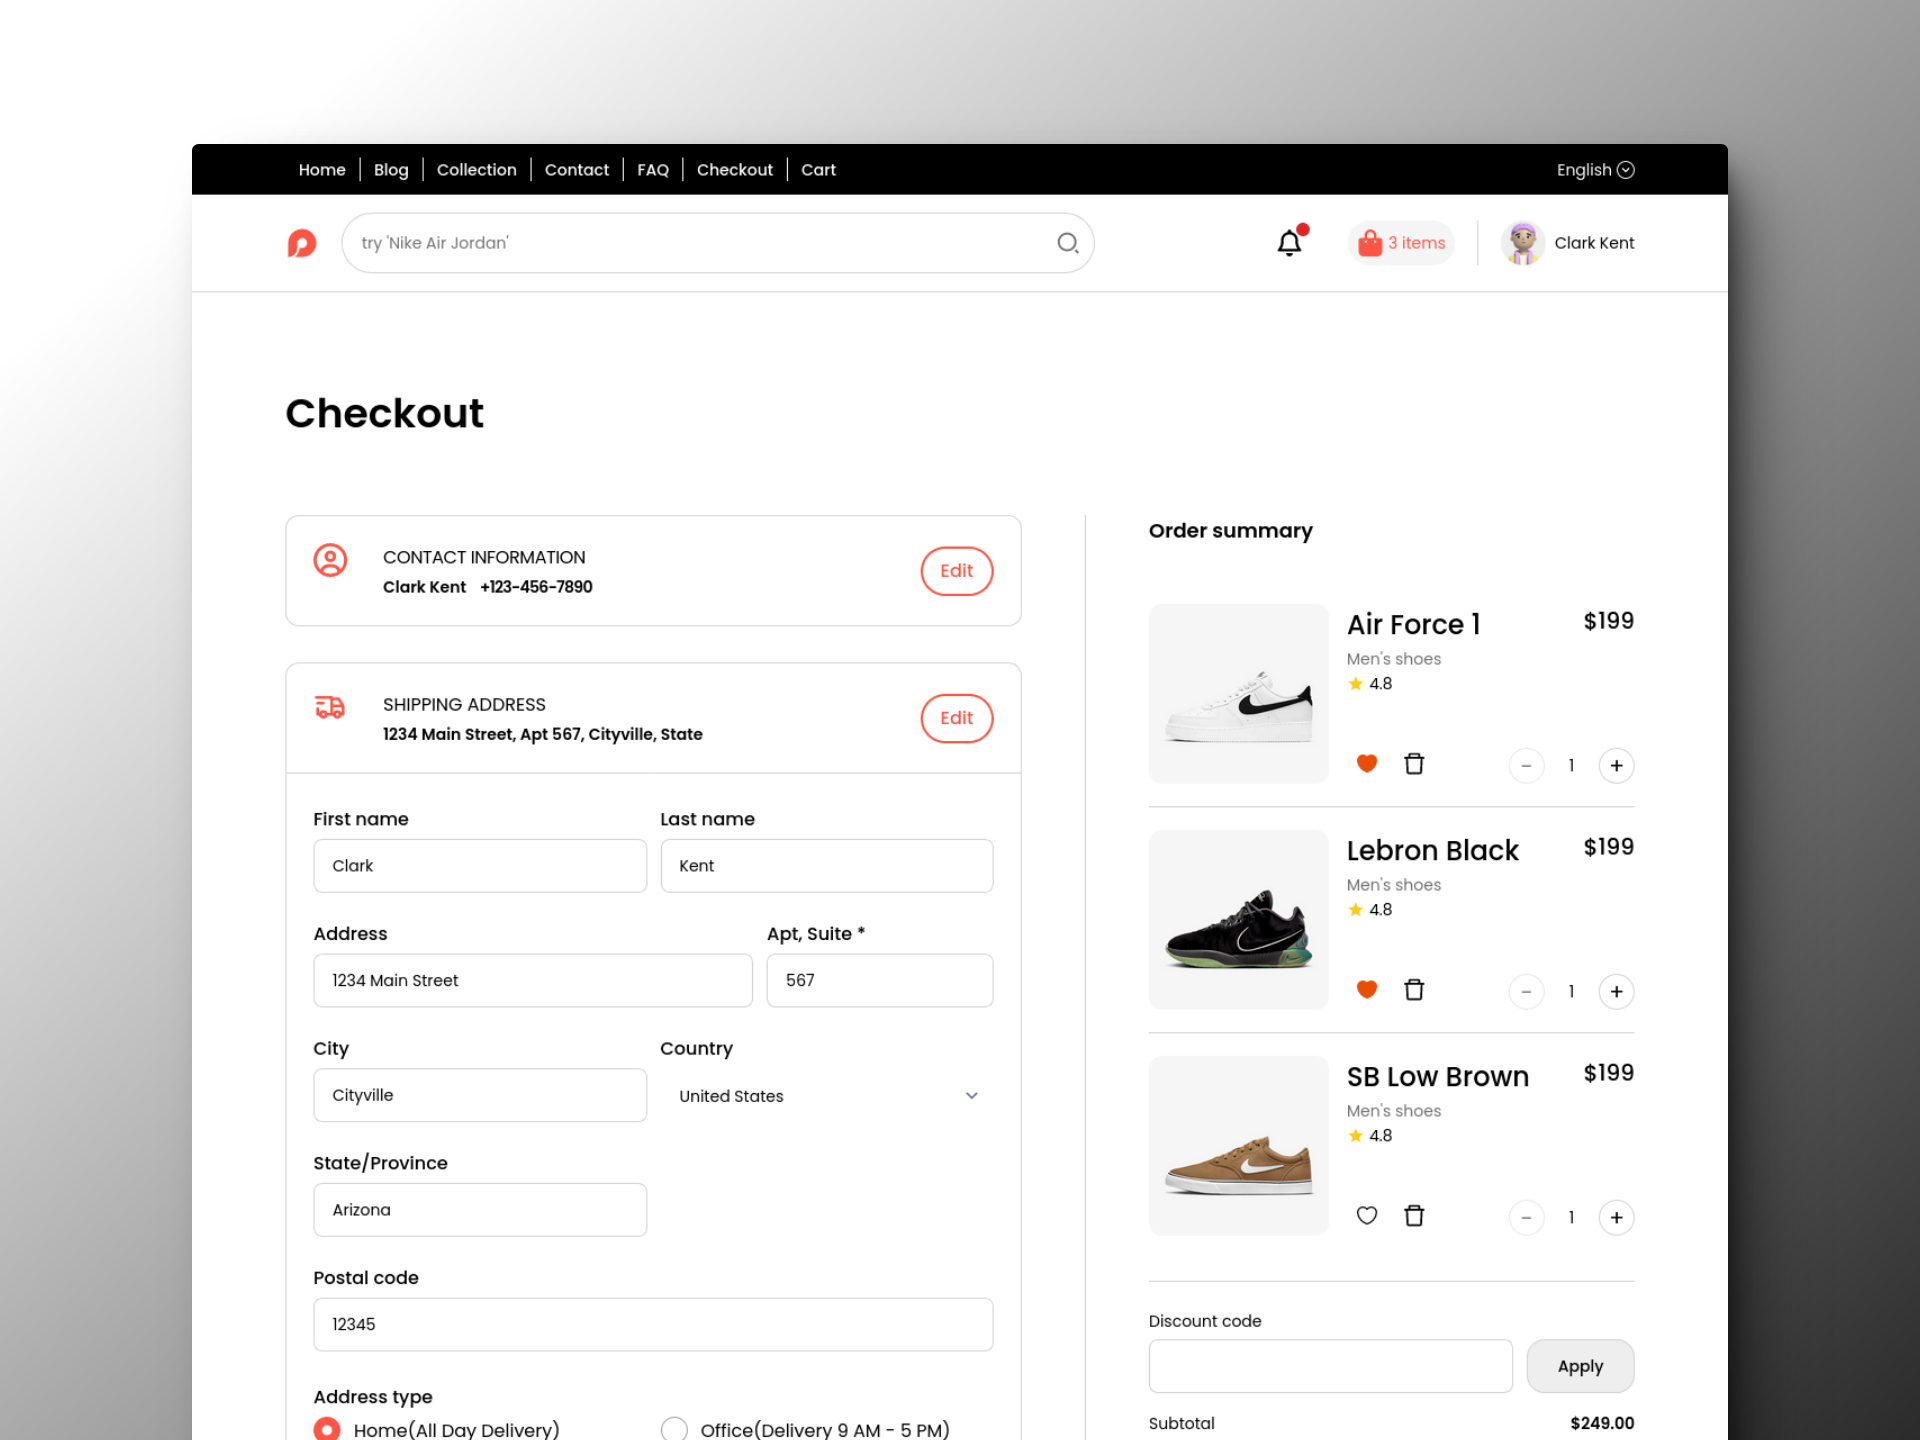 Home Blog Collection Contact FAQ Checkout Cart English
try 'Nike Air Jordan' 3 items Clark Kent
Checkout
CONTACT INFORMATION
Clark Kent +123-456-7890
Edit
SHIPPING ADDRESS
1234 Main Street, Apt 567, Cityville, State
Edit
First name Last name
Clark Kent
Address Apt, Suite *
1234 Main Street 567
City Country
Cityville United States
State/Province
Arizona
Postal code
12345
Address type
Home(All Day Delivery) Office(Delivery 9 AM - 5 PM)
Order summary
Air Force 1 $199
Men's shoes
4.8
1
Lebron Black $199
Men's shoes
4.8
1
SB Low Brown $199
Men's shoes
4.8
1
Discount code
Apply
Subtotal $249.00